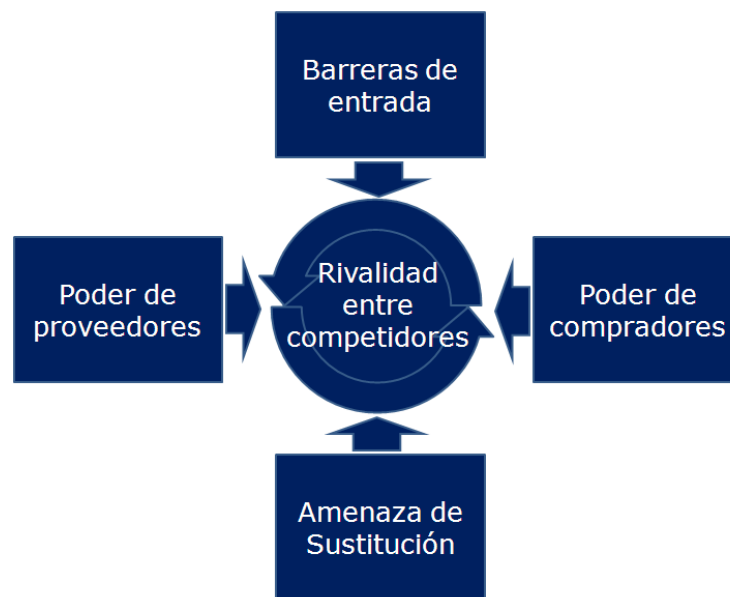 Barreras de
entrada
Poder de
proveedores
Rivalidad
entre
competidores
Poder de
compradores
Amenaza de
Sustitución